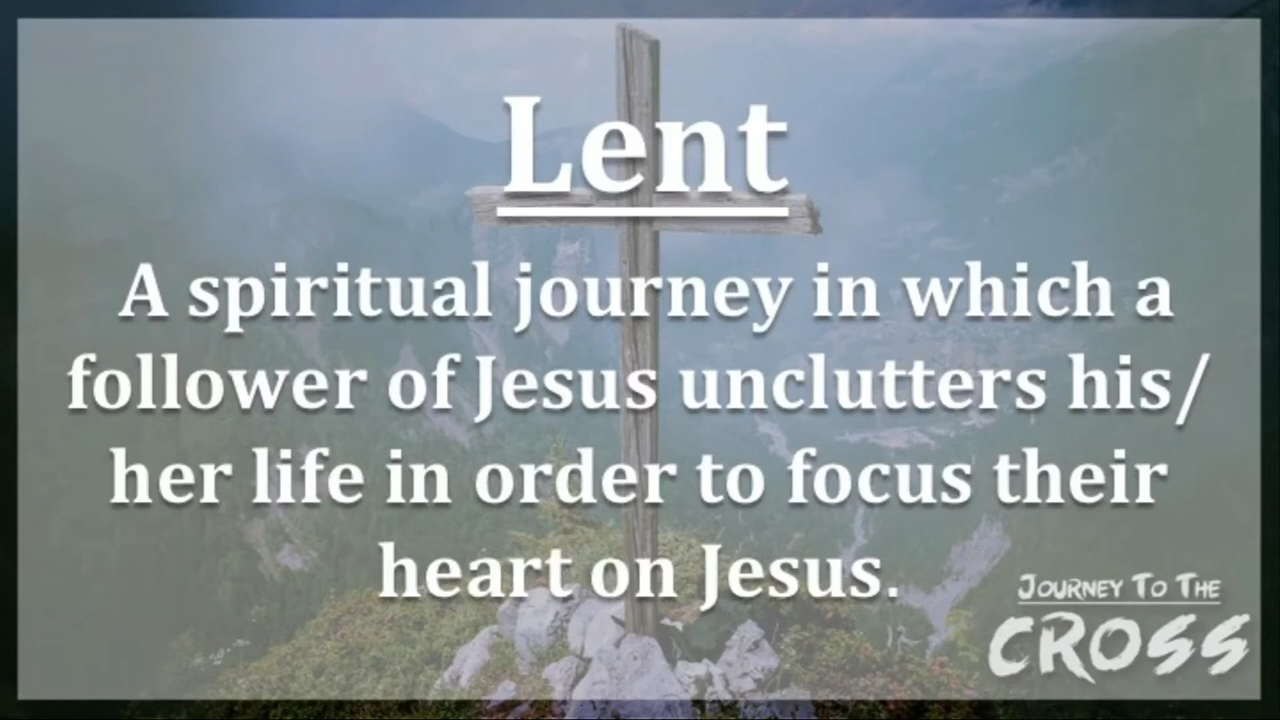 Lent
A spiritual journey in which a
follower of Jesus unclutters his/
her life in order to focus their
heart on Jesus.
JOURNEY TO THE
CROSS